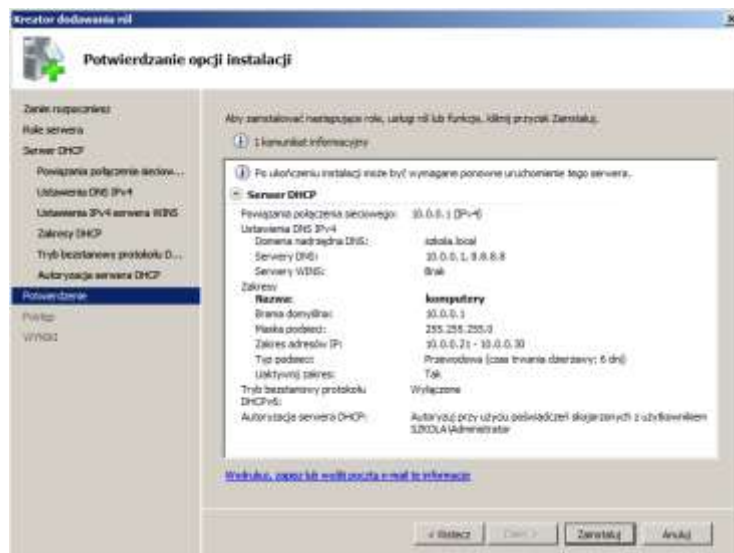 Kreator dodawania ról
Potwierdzanie opcji instalacji
Zanim rozpoczniesz
Role serwera
Serwer DHCP
Powiązania połączenia sieciow...
Ustawienia DNS IPv4
Ustawienia IPv4 serwera WINS
Zakresy DHCP
Tryb bezstanowy protokołu D...
Autoryzacja serwera DHCP
Potwierdzenie
Postęp
Wyniki
Aby zainstalować następujące role, usługi ról lub funkcje, kliknij przycisk Zainstaluj.
1 komunikat informacyjny
Po ukończeniu instalacji może być wymagane ponowne uruchomienie tego serwera.
Serwer DHCP
Powiązania połączenia sieciowego: 10.0.0.1 (IPv4)
Ustawienia DNS IPv4
Domena nadrzędna DNS: szkola.local
Serwery DNS: 10.0.0.1, 8.8.8.8
Serwery WINS: Brak
Zakresy
Nazwa: komputery
Brama domyślna: 10.0.0.1
Maska podsieci: 255.255.255.0
Zakres adresów IP: 10.0.0.21 - 10.0.0.30
Typ podsieci: Przewodowa (czas trwania dzierżawy: 6 dni)
Uaktywnij zakres: Tak
Tryb bezstanowy protokołu Wyłączone
DHCPv6:
Autoryzacja serwera DHCP: Autoryzuj przy użyciu poświadczeń skojarzonych z użytkownikiem
SZKOLA\Administrator
Wydrukuj, zapisz lub wyślij pocztą e-mail te informacje
< Wstecz Dalej > Zainstaluj Anuluj